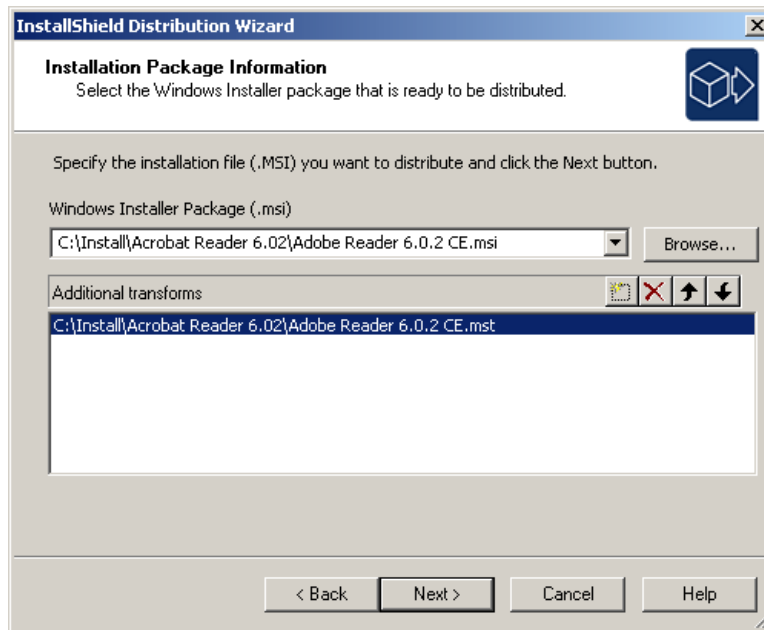 InstallShield Distribution Wizard
Installation Package Information
Select the Windows Installer package that is ready to be distributed.
Specify the installation file (.MSI) you want to distribute and click the Next button.
Windows Installer Package (.msi)
C:\Install\Acrobat Reader 6.02\Adobe Reader 6.0.2 CE.msi
Browse...
Additional transforms
C:\Install\Acrobat Reader 6.02\Adobe Reader 6.0.2 CE.mst
< Back Next > Cancel Help